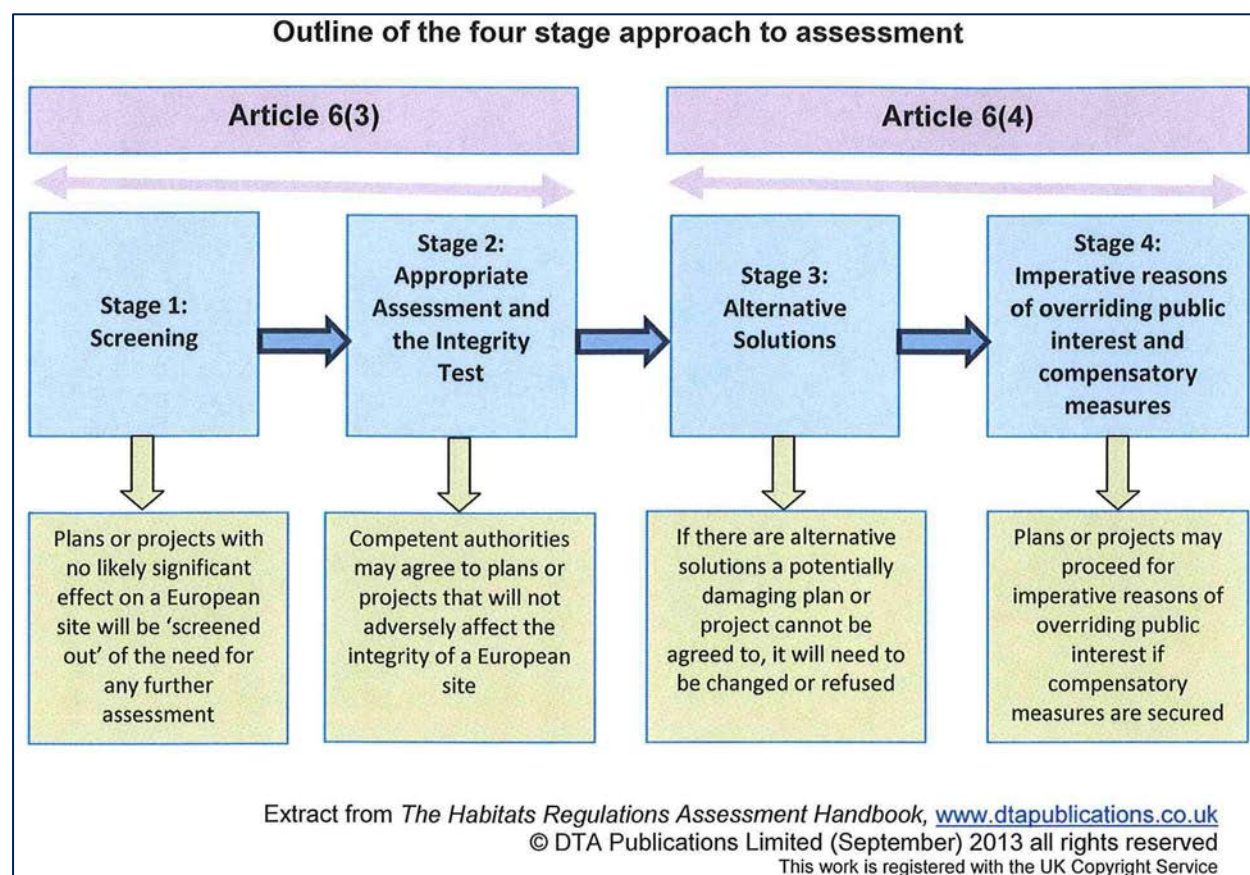 Outline of the four stage approach to assessment
Article 6(3)
Article 6(4)
Stage 1:
Screening
Stage 2:
Appropriate
Assessment and
the Integrity
Test
Stage 3:
Alternative
Solutions
Stage 4:
Imperative reasons
of overriding public
interest and
compensatory
measures
Plans or projects with
no likely significant
effect on a European
site will be ‘screened
out’ of the need for
any further
assessment
Competent authorities
may agree to plans or
projects that will not
adversely affect the
integrity of a European
site
If there are alternative
solutions a potentially
damaging plan or
project cannot be
agreed to, it will need to
be changed or refused
Plans or projects may
proceed for
imperative reasons of
overriding public
interest if
compensatory
measures are secured
Extract from The Habitats Regulations Assessment Handbook, www.dtapublications.co.uk
© DTA Publications Limited (September) 2013 all rights reserved
This work is registered with the UK Copyright Service